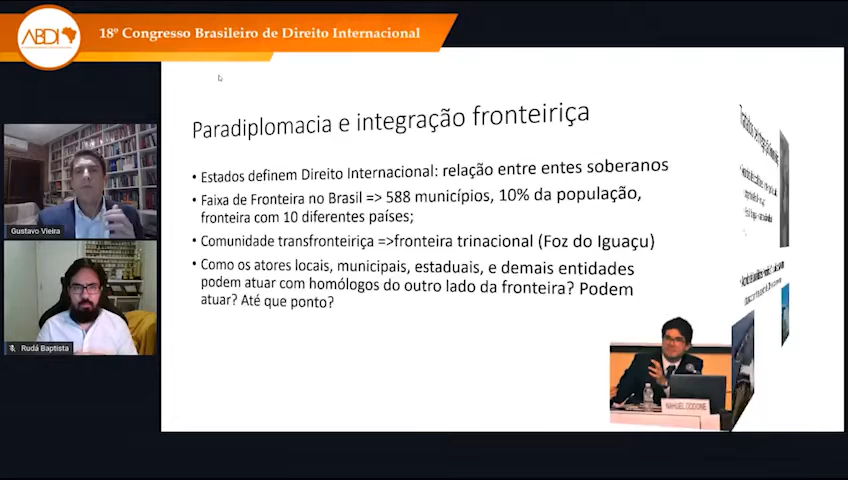 ABDI
18º Congresso Brasileiro de Direito Internacional
Paradiplomacia e integração fronteiriça
• Estados definem Direito Internacional: relação entre entes soberanos
• Faixa de Fronteira no Brasil => 588 municípios, 10% da população,
fronteira com 10 diferentes países;
• Comunidade transfronteiriça =>fronteira trinacional (Foz do Iguaçu)
• Como os atores locais, municipais, estaduais, e demais entidades
podem atuar com homólogos do outro lado da fronteira? Podem
atuar? Até que ponto?
Gustavo Vieira
Rudá Baptista
NAHUEL ODDONE